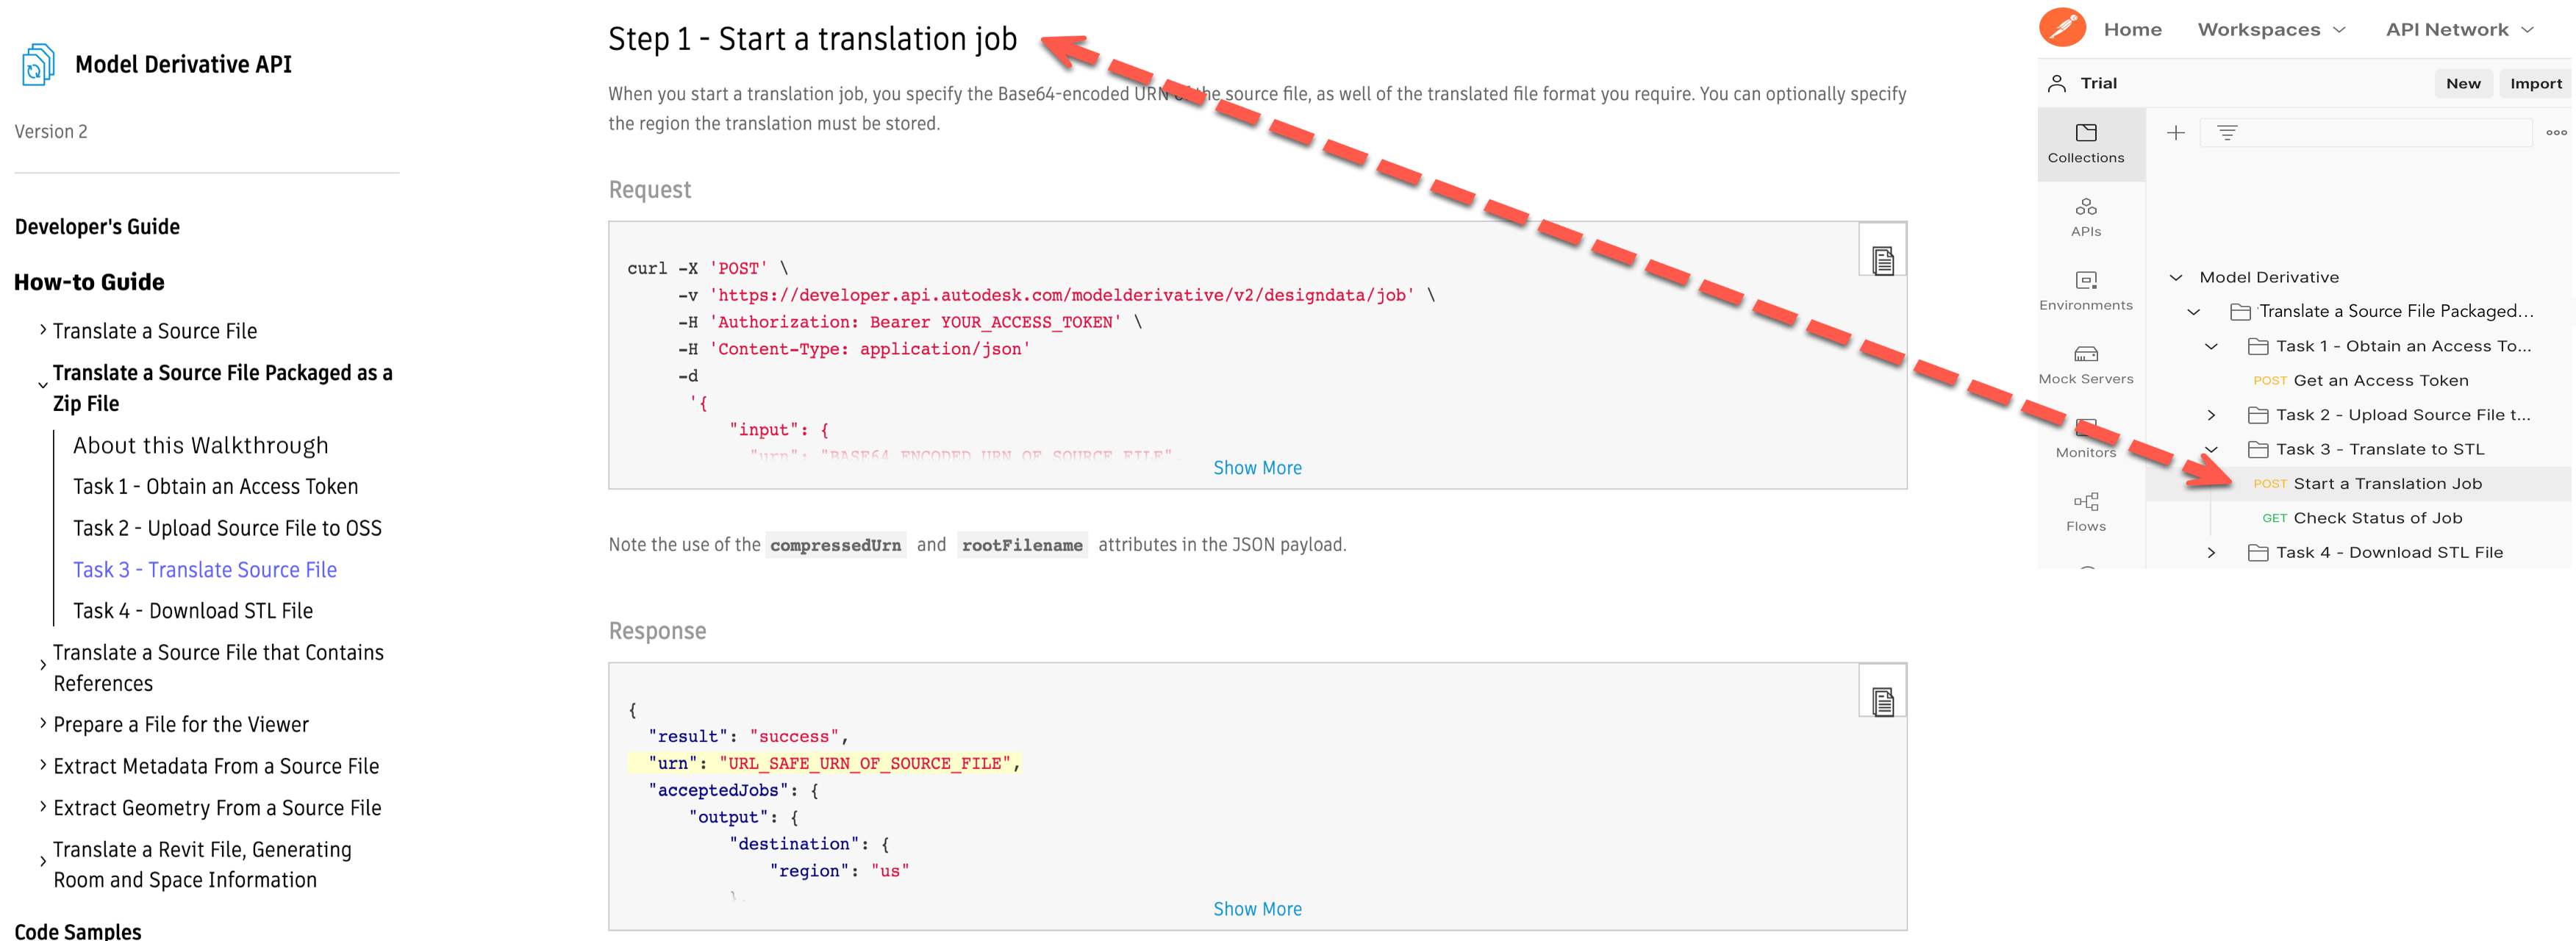 Model Derivative API
Version 2
Developer's Guide
How-to Guide
Translate a Source File
Translate a Source File Packaged as a
Zip File
About this Walkthrough
Task 1 - Obtain an Access Token
Task 2 - Upload Source File to OSS
Task 3 - Translate Source File
Task 4 - Download STL File
Translate a Source File that Contains
References
Prepare a File for the Viewer
Extract Metadata From a Source File
Extract Geometry From a Source File
Translate a Revit File, Generating
Room and Space Information
Code Samples
Step 1 - Start a translation job
When you start a translation job, you specify the Base64-encoded URN of the source file, as well of the translated file format you require. You can optionally specify
the region the translation must be stored.
Request
curl -X 'POST' \
-v 'https://developer.api.autodesk.com/modelderivative/v2/designdata/job' \
-H 'Authorization: Bearer YOUR_ACCESS_TOKEN' \
-H 'Content-Type: application/json'
-d
'{
"input": {
"urn": "BASE64_ENCODED_URN_OF_SOURCE_FILE",
Show More
Note the use of the compressedUrn and rootFilename attributes in the JSON payload.
Response
{
"result": "success",
"urn": "URL_SAFE_URN_OF_SOURCE_FILE",
"acceptedJobs": {
"output": {
"destination": {
"region": "us"
},
Show More
Home Workspaces API Network
Trial New Import
Collections
APIs
Environments
Mock Servers
Monitors
Flows
Model Derivative
Translate a Source File Packaged...
Task 1 - Obtain an Access To...
POST Get an Access Token
Task 2 - Upload Source File t...
Task 3 - Translate to STL
POST Start a Translation Job
GET Check Status of Job
Task 4 - Download STL File